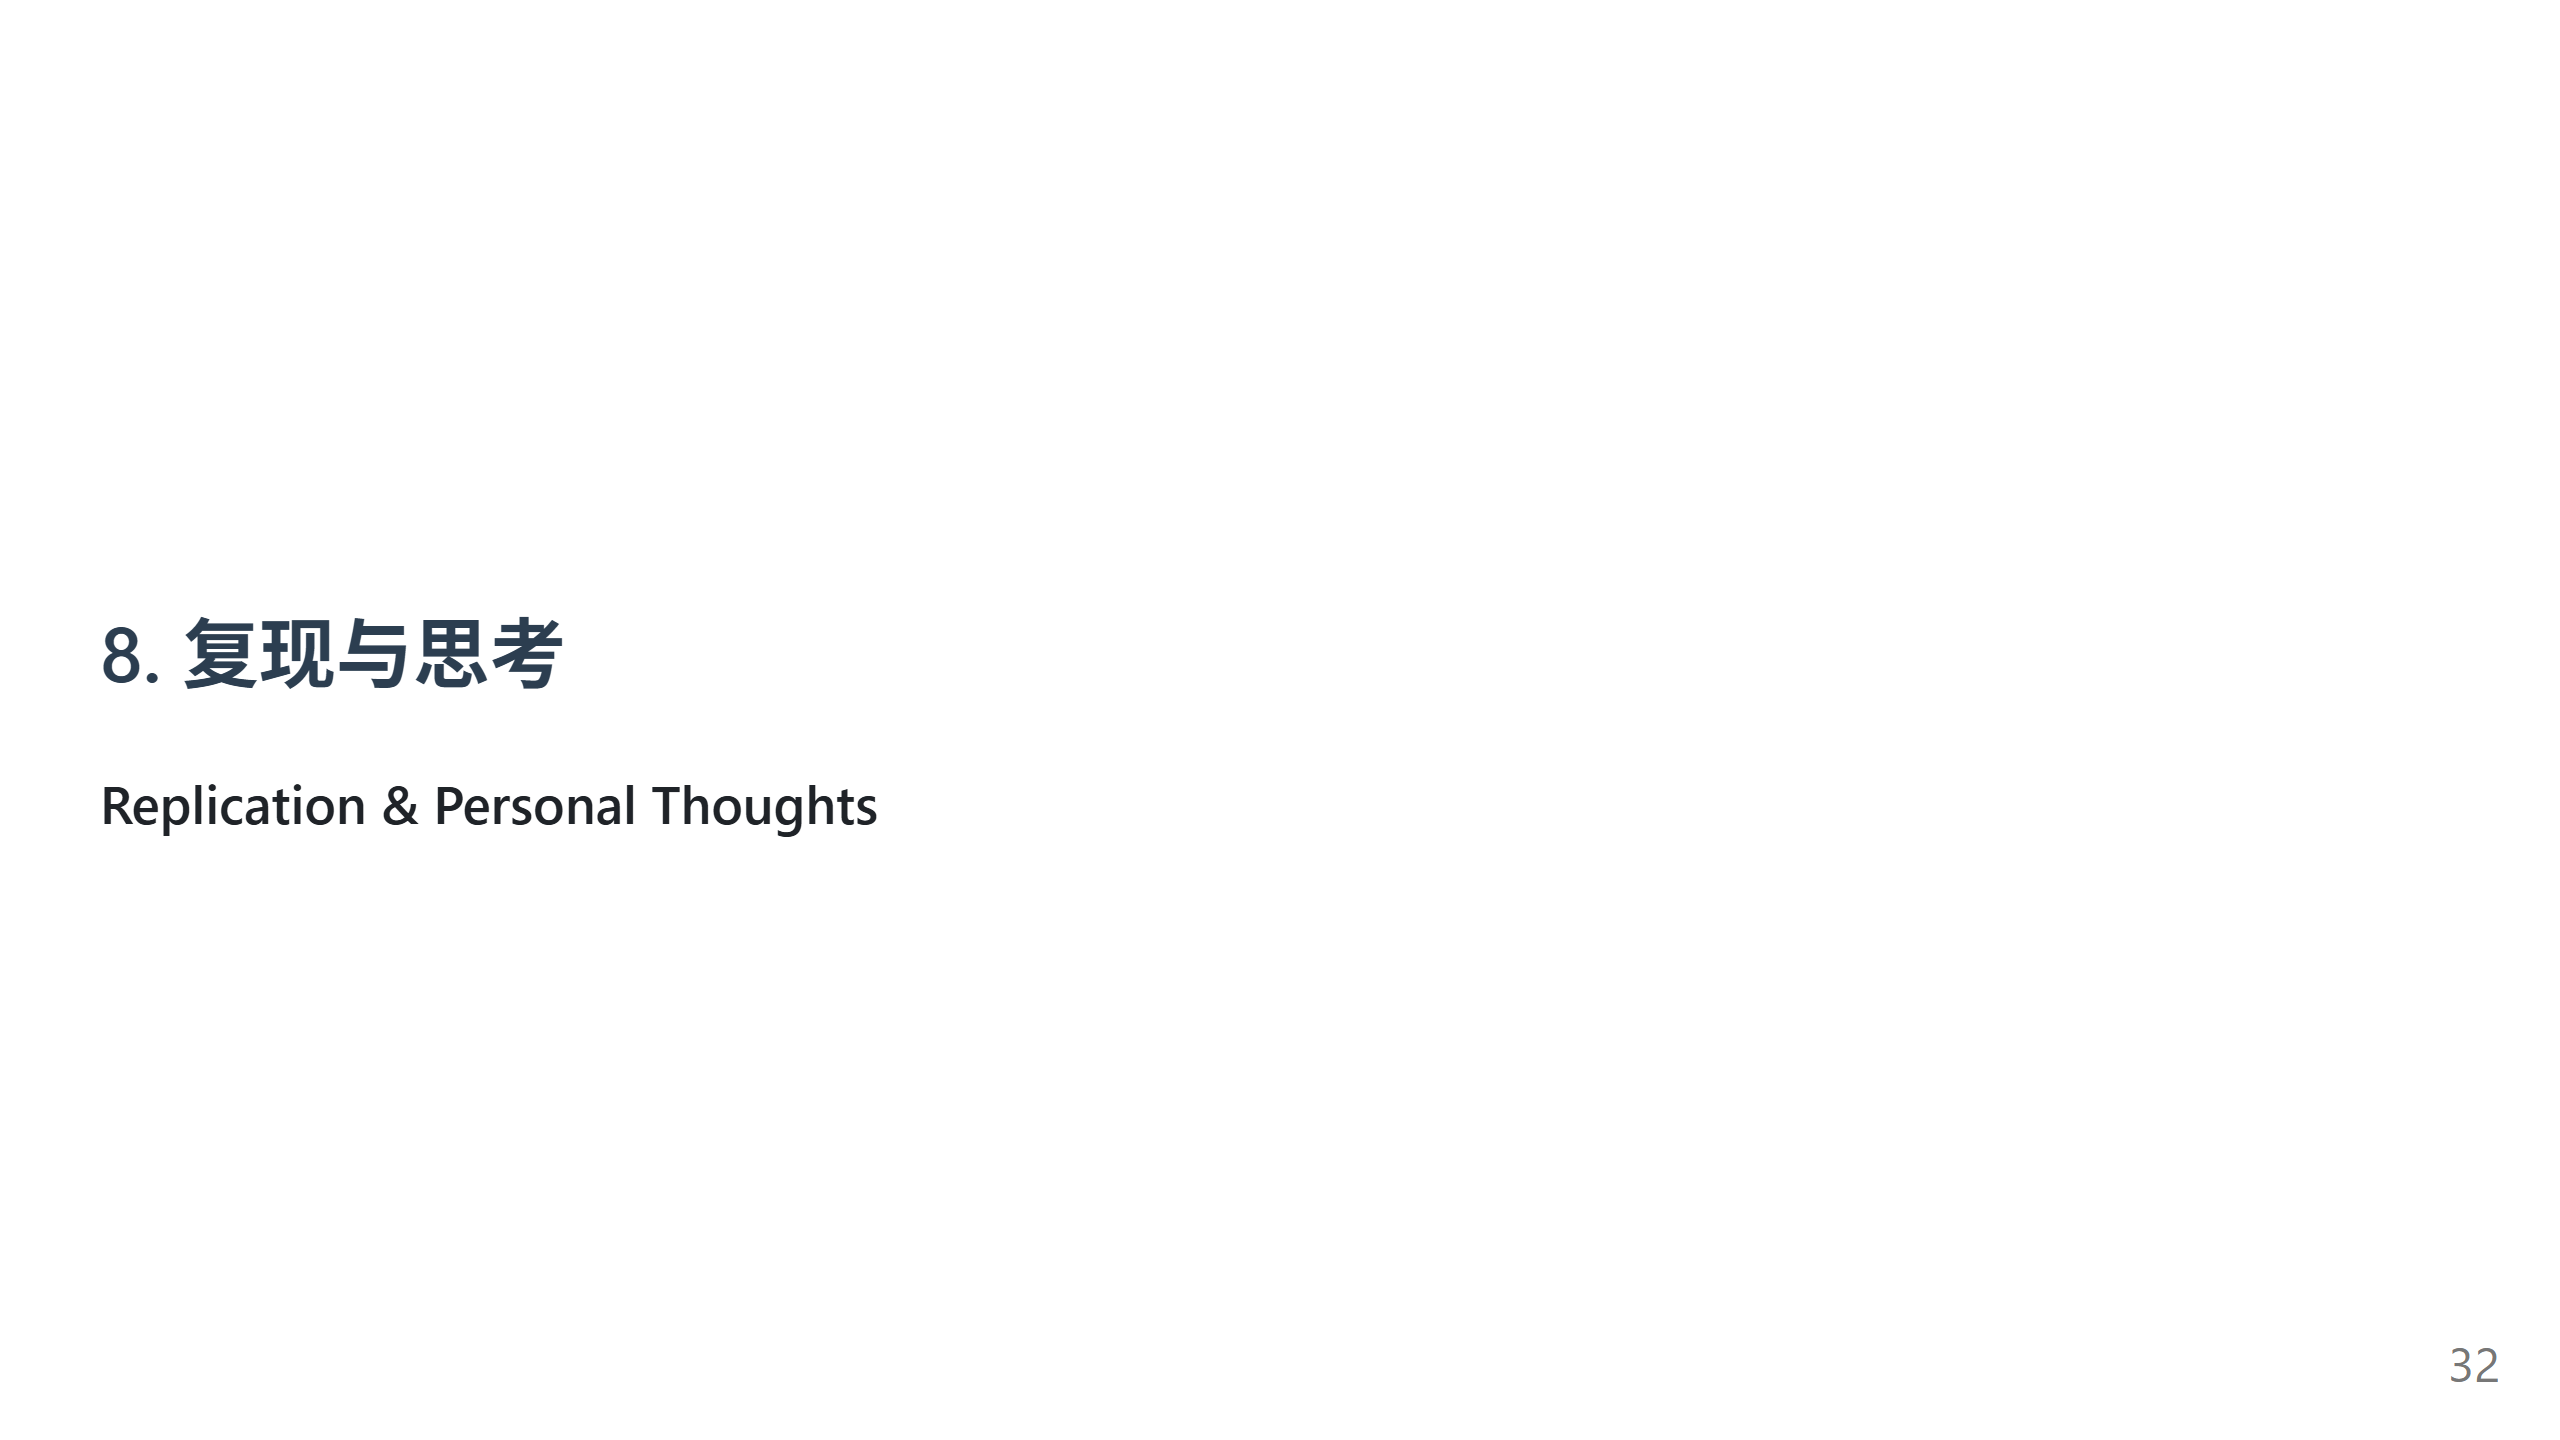 8. 复现与思考
Replication & Personal Thoughts
32